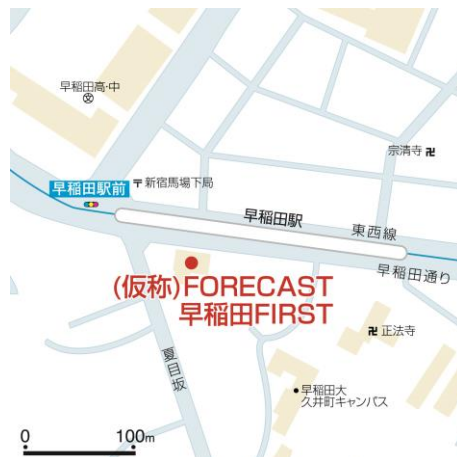 早稲田高・中
宗清寺
早稲田駅前
新宿馬場下局
早稲田駅
東西線
早稲田通り
(仮称)FORECAST
早稲田FIRST
正法寺
夏目坂
早稲田大
久井町キャンパス
0 100m